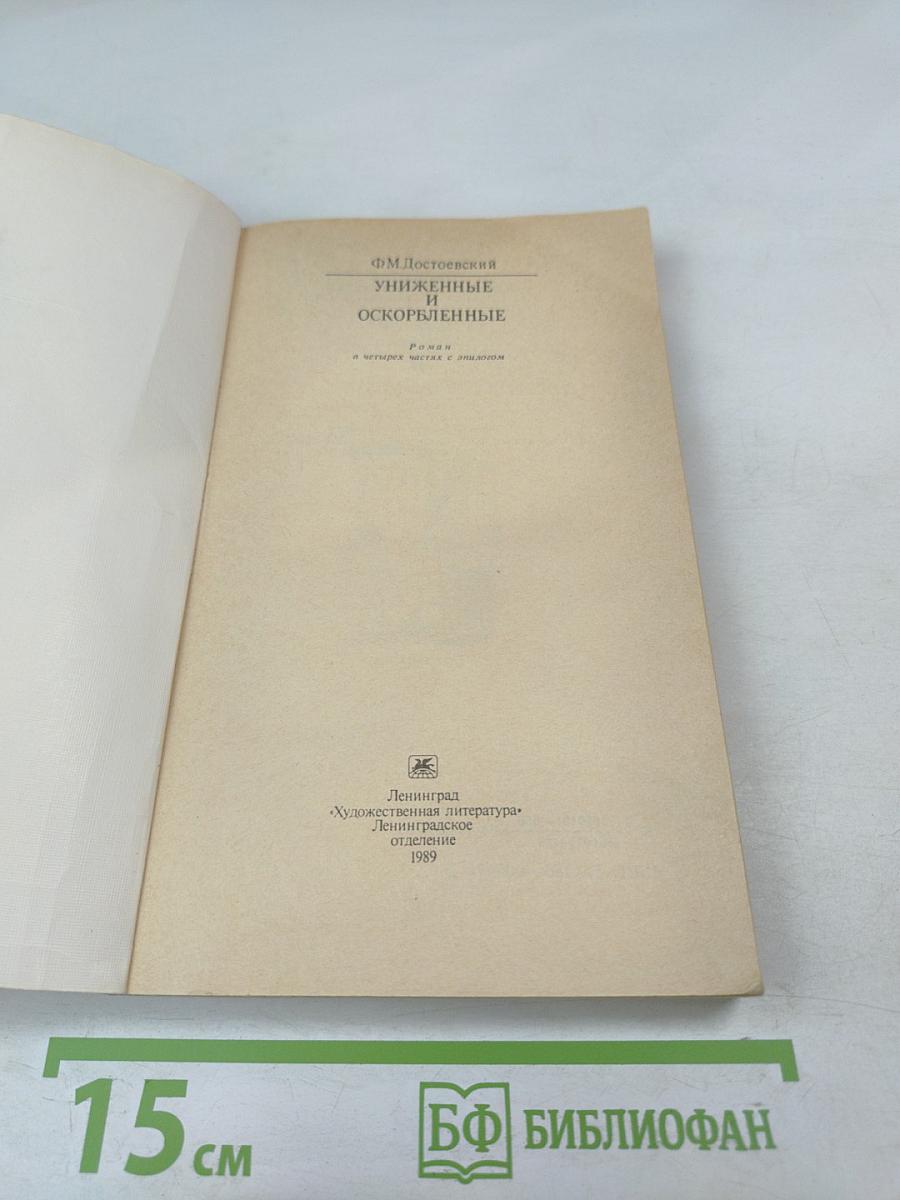 Ф.М.Достоевский
УНИЖЕННЫЕ
И
ОСКОРБЛЕННЫЕ
Роман
в четырех частях с эпилогом
Ленинград
«Художественная литература»
Ленинградское
отделение
1989
15 см
БФ БИБЛИОФАН